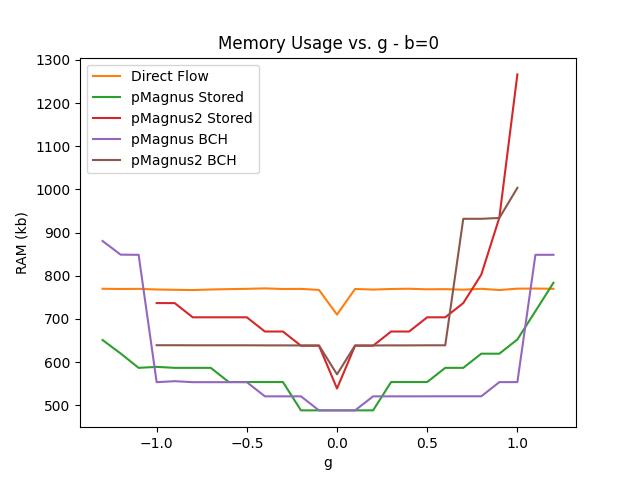 Memory Usage vs. g - b=0
1300
1200
1100
1000
900
800
700
600
500
RAM (kb)
Direct Flow
pMagnus Stored
pMagnus2 Stored
pMagnus BCH
pMagnus2 BCH
−1.0 −0.5 0.0 0.5 1.0
g